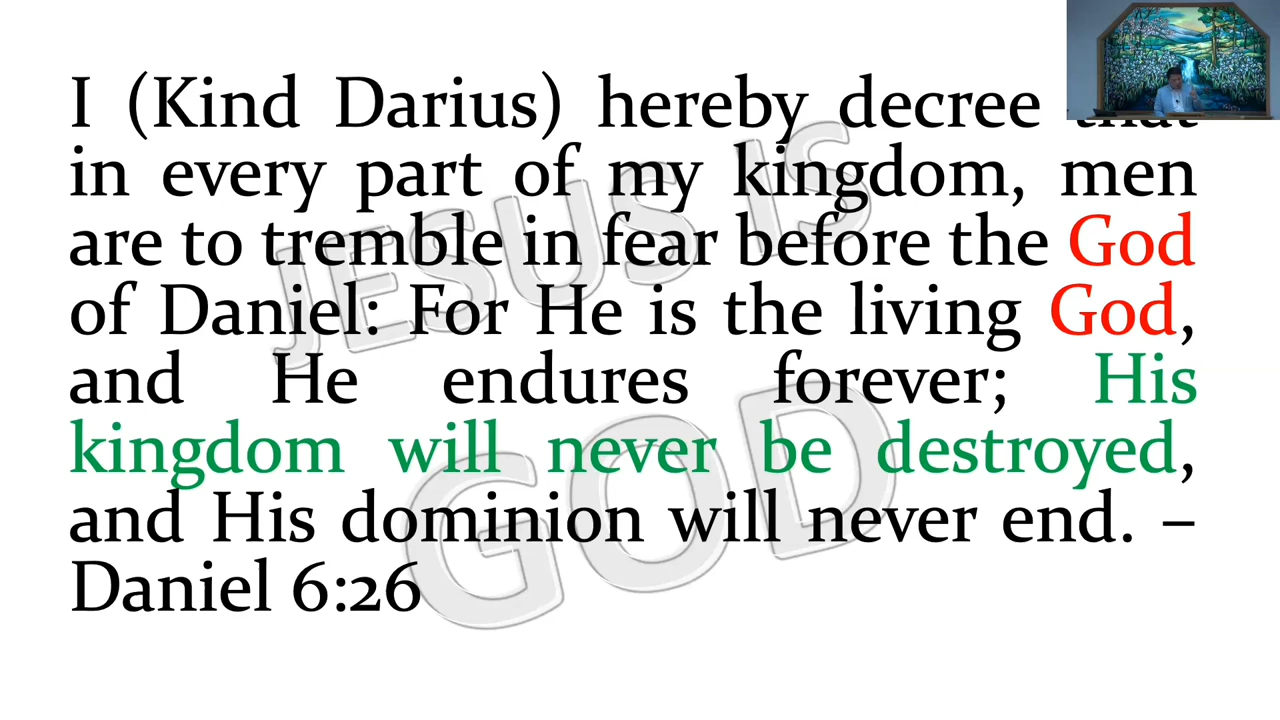 I (Kind Darius) hereby decree that
in every part of my kingdom, men
are to tremble in fear before the God
of Daniel: For He is the living God,
and He endures forever; His
kingdom will never be destroyed,
and His dominion will never end. –
Daniel 6:26
JESUS IS
GOD